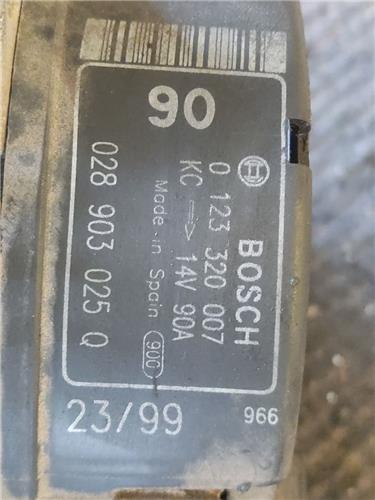 90
BOSCH
0 123 320 007
KC → 14V 90A
Made in Spain 900
028 903 025 Q
23/99
966